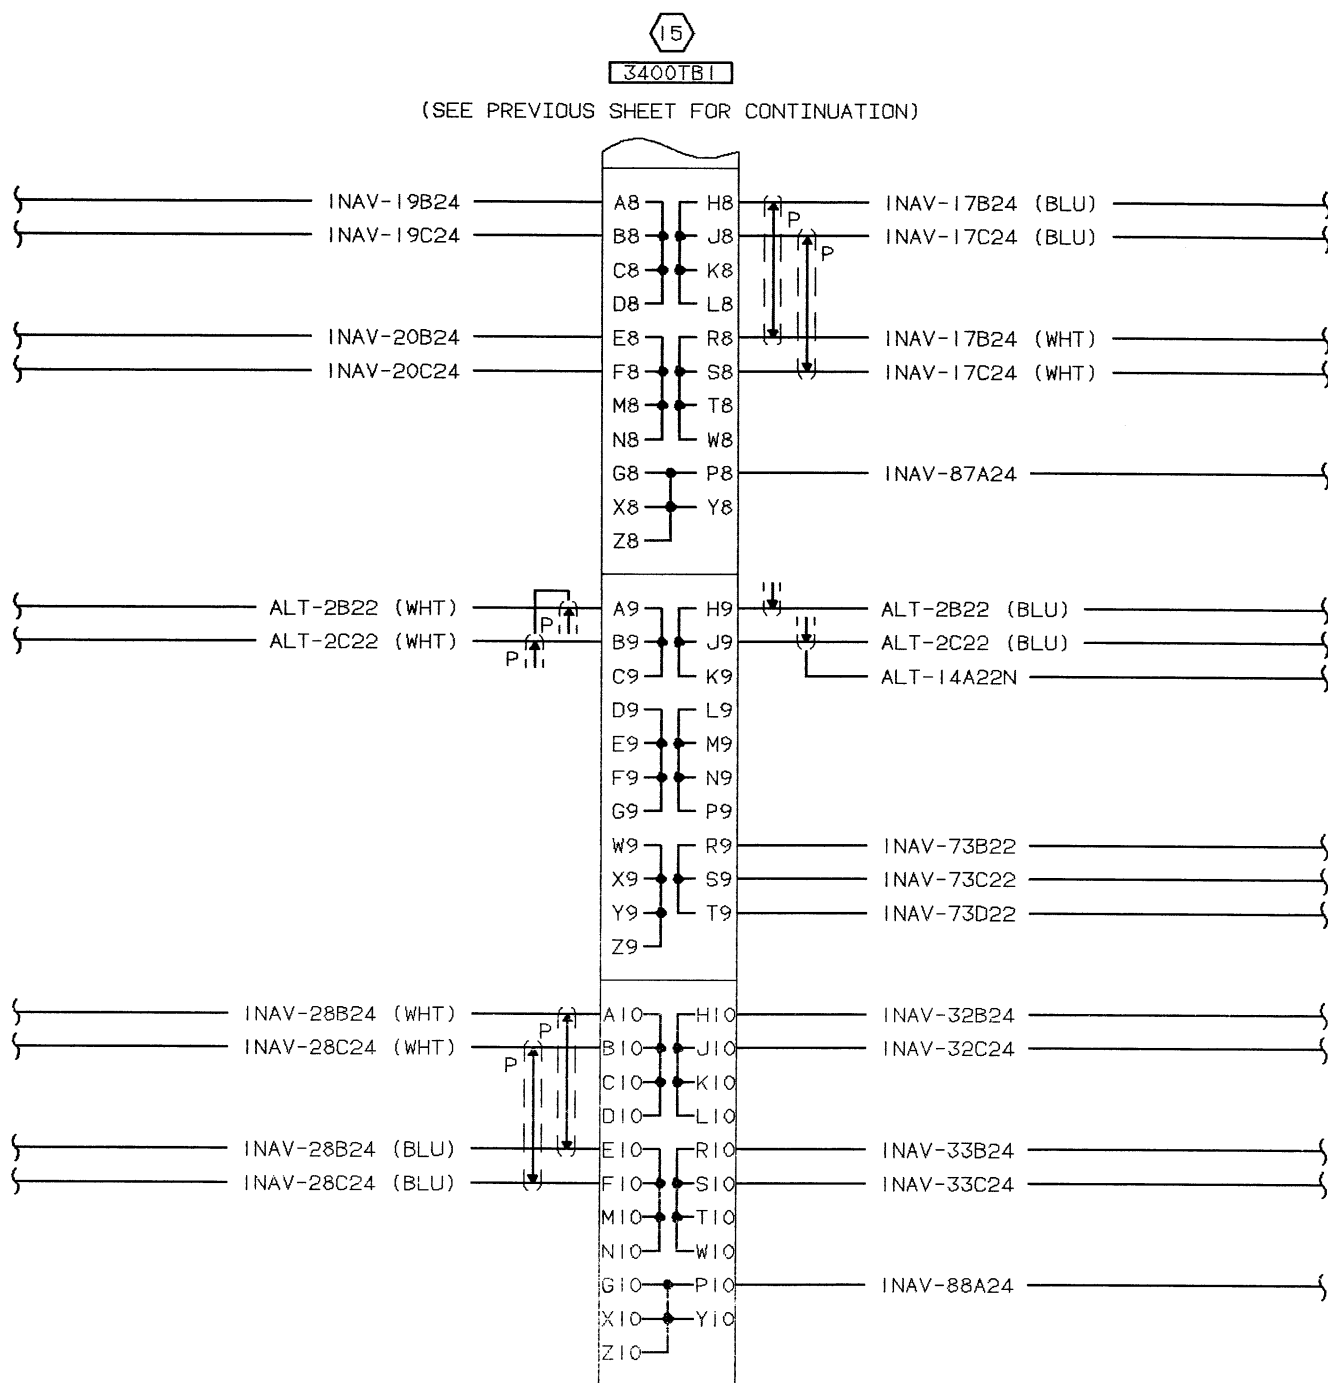 15
3400TB1
(SEE PREVIOUS SHEET FOR CONTINUATION)
INAV-19B24 A8 H8 INAV-17B24 (BLU)
P
INAV-19C24 B8 J8 INAV-17C24 (BLU)
P
C8 K8
D8 L8
INAV-20B24 E8 R8 INAV-17B24 (WHT)
INAV-20C24 F8 S8 INAV-17C24 (WHT)
M8 T8
N8 W8
G8 P8 INAV-87A24
X8 Y8
Z8
ALT-2B22 (WHT) A9 H9 ALT-2B22 (BLU)
P
ALT-2C22 (WHT) B9 J9 ALT-2C22 (BLU)
P
C9 K9 ALT-14A22N
D9 L9
E9 M9
F9 N9
G9 P9
W9 R9 INAV-73B22
X9 S9 INAV-73C22
Y9 T9 INAV-73D22
Z9
INAV-28B24 (WHT) A10 H10 INAV-32B24
P
INAV-28C24 (WHT) B10 J10 INAV-32C24
P
C10 K10
D10 L10
INAV-28B24 (BLU) E10 R10 INAV-33B24
INAV-28C24 (BLU) F10 S10 INAV-33C24
M10 T10
N10 W10
G10 P10 INAV-88A24
X10 Y10
Z10